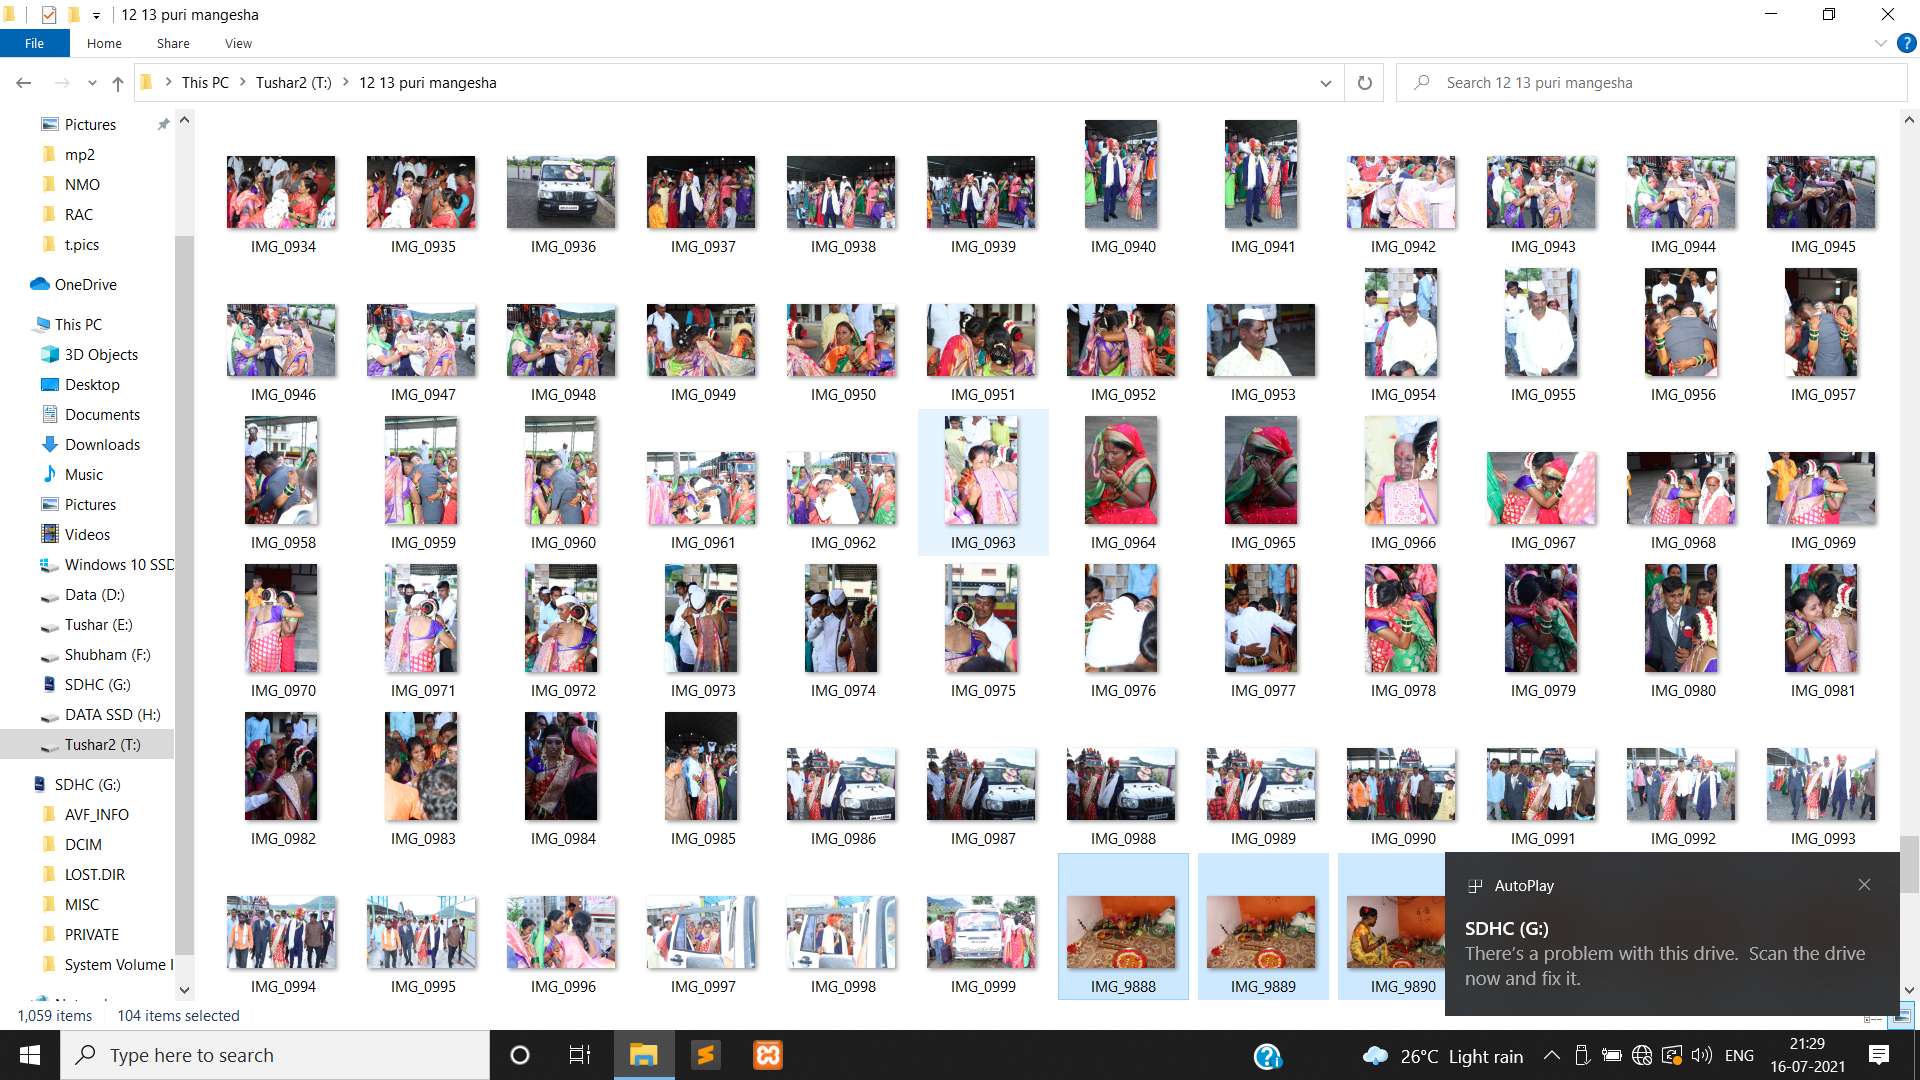 12 13 puri mangesha
File Home Share View
This PC Tushar2 (T:) 12 13 puri mangesha
Search 12 13 puri mangesha
Pictures
mp2
NMO
RAC
t.pics
OneDrive
This PC
3D Objects
Desktop
Documents
Downloads
Music
Pictures
Videos
Windows 10 SSD
Data (D:)
Tushar (E:)
Shubham (F:)
SDHC (G:)
DATA SSD (H:)
Tushar2 (T:)
SDHC (G:)
AVF_INFO
DCIM
LOST.DIR
MISC
PRIVATE
System Volume I
IMG_0934 IMG_0935 IMG_0936 IMG_0937 IMG_0938 IMG_0939 IMG_0940 IMG_0941 IMG_0942 IMG_0943 IMG_0944 IMG_0945
IMG_0946 IMG_0947 IMG_0948 IMG_0949 IMG_0950 IMG_0951 IMG_0952 IMG_0953 IMG_0954 IMG_0955 IMG_0956 IMG_0957
IMG_0958 IMG_0959 IMG_0960 IMG_0961 IMG_0962 IMG_0963 IMG_0964 IMG_0965 IMG_0966 IMG_0967 IMG_0968 IMG_0969
IMG_0970 IMG_0971 IMG_0972 IMG_0973 IMG_0974 IMG_0975 IMG_0976 IMG_0977 IMG_0978 IMG_0979 IMG_0980 IMG_0981
IMG_0982 IMG_0983 IMG_0984 IMG_0985 IMG_0986 IMG_0987 IMG_0988 IMG_0989 IMG_0990 IMG_0991 IMG_0992 IMG_0993
IMG_0994 IMG_0995 IMG_0996 IMG_0997 IMG_0998 IMG_0999 IMG_9888 IMG_9889 IMG_9890
AutoPlay
SDHC (G:)
There's a problem with this drive. Scan the drive
now and fix it.
1,059 items 104 items selected
Type here to search
26°C Light rain
ENG
21:29
16-07-2021